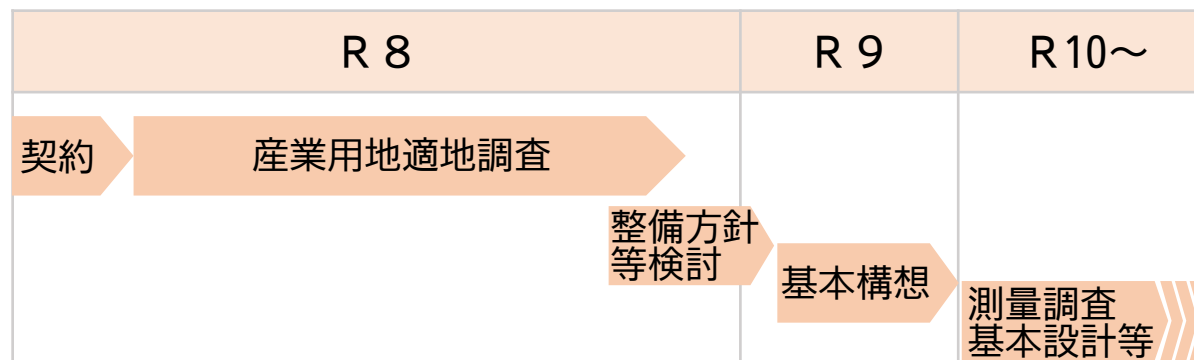 Ｒ８
Ｒ９
Ｒ10～
契約
産業用地適地調査
整備方針
等検討
基本構想
測量調査
基本設計等